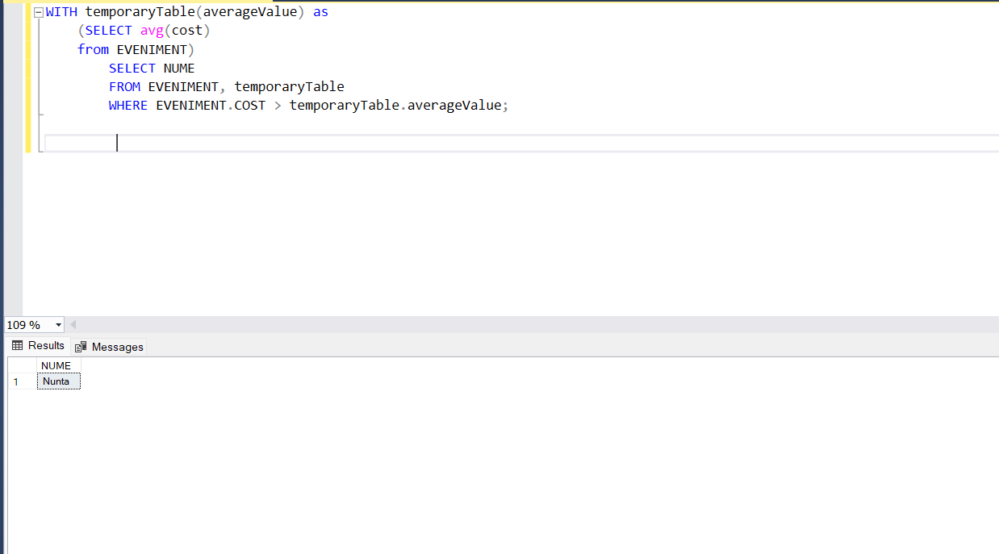 WITH temporaryTable(averageValue) as
(SELECT avg(cost)
from EVENIMENT)
SELECT NUME
FROM EVENIMENT, temporaryTable
WHERE EVENIMENT.COST > temporaryTable.averageValue;
109 %
Results Messages
NUME
1 Nunta